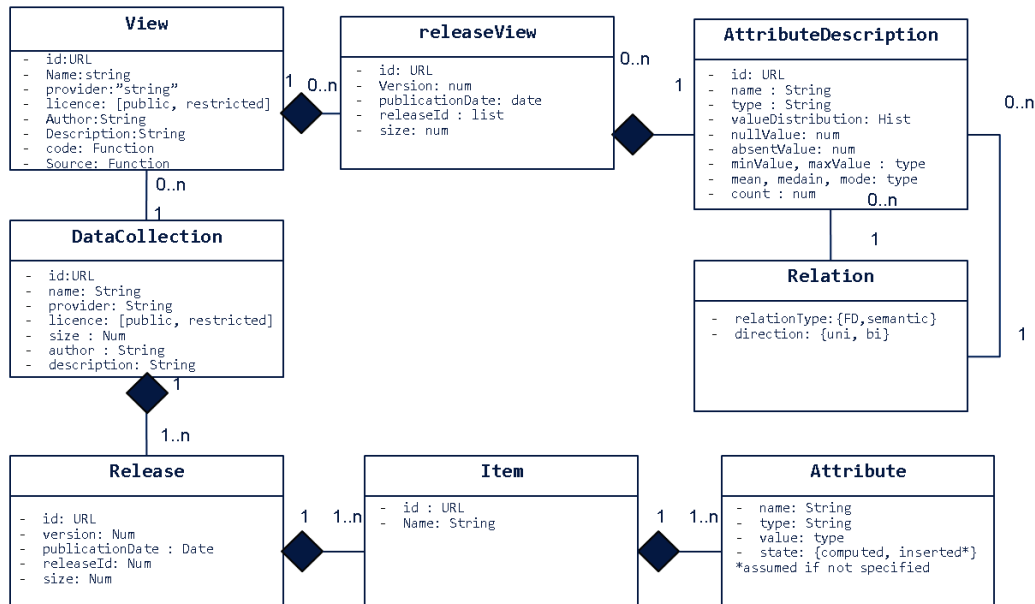 View
- id:URL
- Name:string
- provider:”string”
- licence: [public, restricted]
- Author:String
- Description:String
- code: Function
- Source: Function
1
0..n
releaseView
- id: URL
- Version: num
- publicationDate: date
- releaseId : list
- size: num
0..n
1
AttributeDescription
- id: URL
- name : String
- type : String
- valueDistribution: Hist
- nullValue: num
- absentValue: num
- minValue, maxValue : type
- mean, medain, mode: type
- count : num
0..n
0..n
1
1
Relation
- relationType:{FD,semantic}
- direction: {uni, bi}
0..n
1
DataCollection
- id:URL
- name: String
- provider: String
- licence: [public, restricted]
- size : Num
- author : String
- description: String
1
1..n
Release
- id: URL
- version: Num
- publicationDate : Date
- releaseId: Num
- size: Num
1
1..n
Item
- id : URL
- Name: String
1
1..n
Attribute
- name: String
- type: String
- value: type
- state: {computed, inserted*}
*assumed if not specified